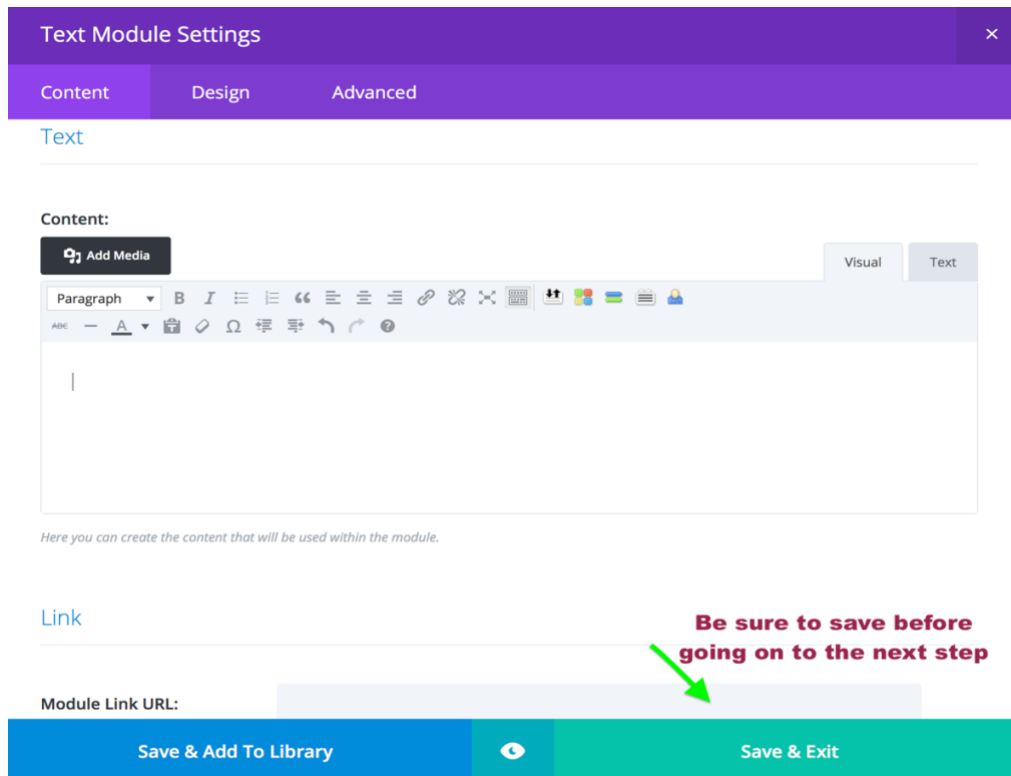 Text Module Settings ×
Content Design Advanced
Text
Content:
Add Media
Visual Text
Paragraph B I “
ABC A Ω ?
Here you can create the content that will be used within the module.
Link
Be sure to save before
going on to the next step
Module Link URL:
Save & Add To Library Save & Exit